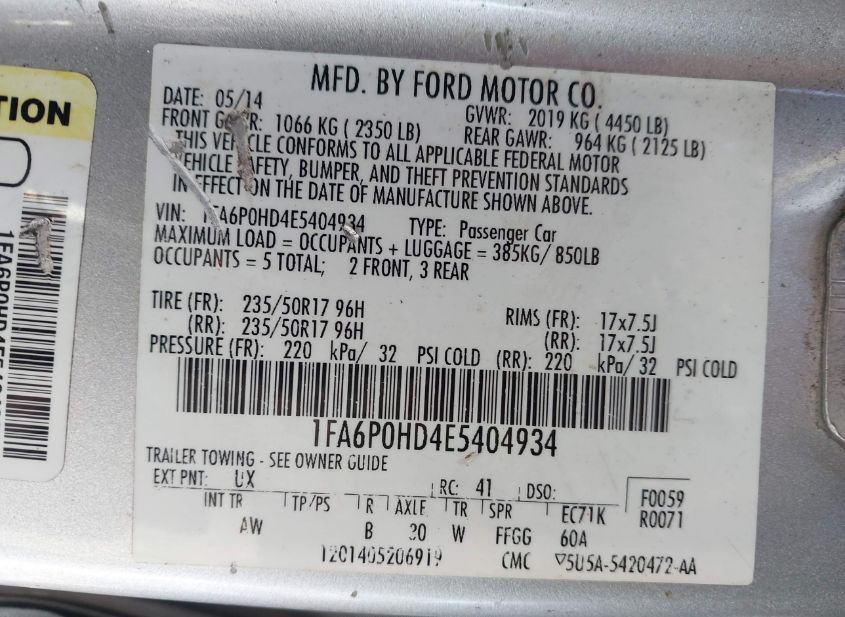 TION
1FA6P0HD4E5404934
MFD. BY FORD MOTOR CO.
DATE: 05/14 GVWR: 2019 KG ( 4450 LB)
FRONT GAWR: 1066 KG ( 2350 LB) REAR GAWR: 964 KG ( 2125 LB)
THIS VEHICLE CONFORMS TO ALL APPLICABLE FEDERAL MOTOR
VEHICLE SAFETY, BUMPER, AND THEFT PREVENTION STANDARDS
IN EFFECT ON THE DATE OF MANUFACTURE SHOWN ABOVE.
VIN: 1FA6P0HD4E5404934 TYPE: Passenger Car
MAXIMUM LOAD = OCCUPANTS + LUGGAGE = 385KG/ 850LB
OCCUPANTS = 5 TOTAL; 2 FRONT, 3 REAR
TIRE (FR): 235/50R17 96H RIMS (FR): 17x7.5J
(RR): 235/50R17 96H (RR): 17x7.5J
PRESSURE (FR): 220 kPa/ 32 PSI COLD (RR): 220 kPa/ 32 PSI COLD
1FA6P0HD4E5404934
TRAILER TOWING - SEE OWNER GUIDE
EXT PNT: UX RC: 41 DSO: F0059
INT TR TP/PS R AXLE TR SPR EC71K R0071
AW B 20 W FFGG 60A
1201405206919 CMC ▽5U5A-5420472-AA